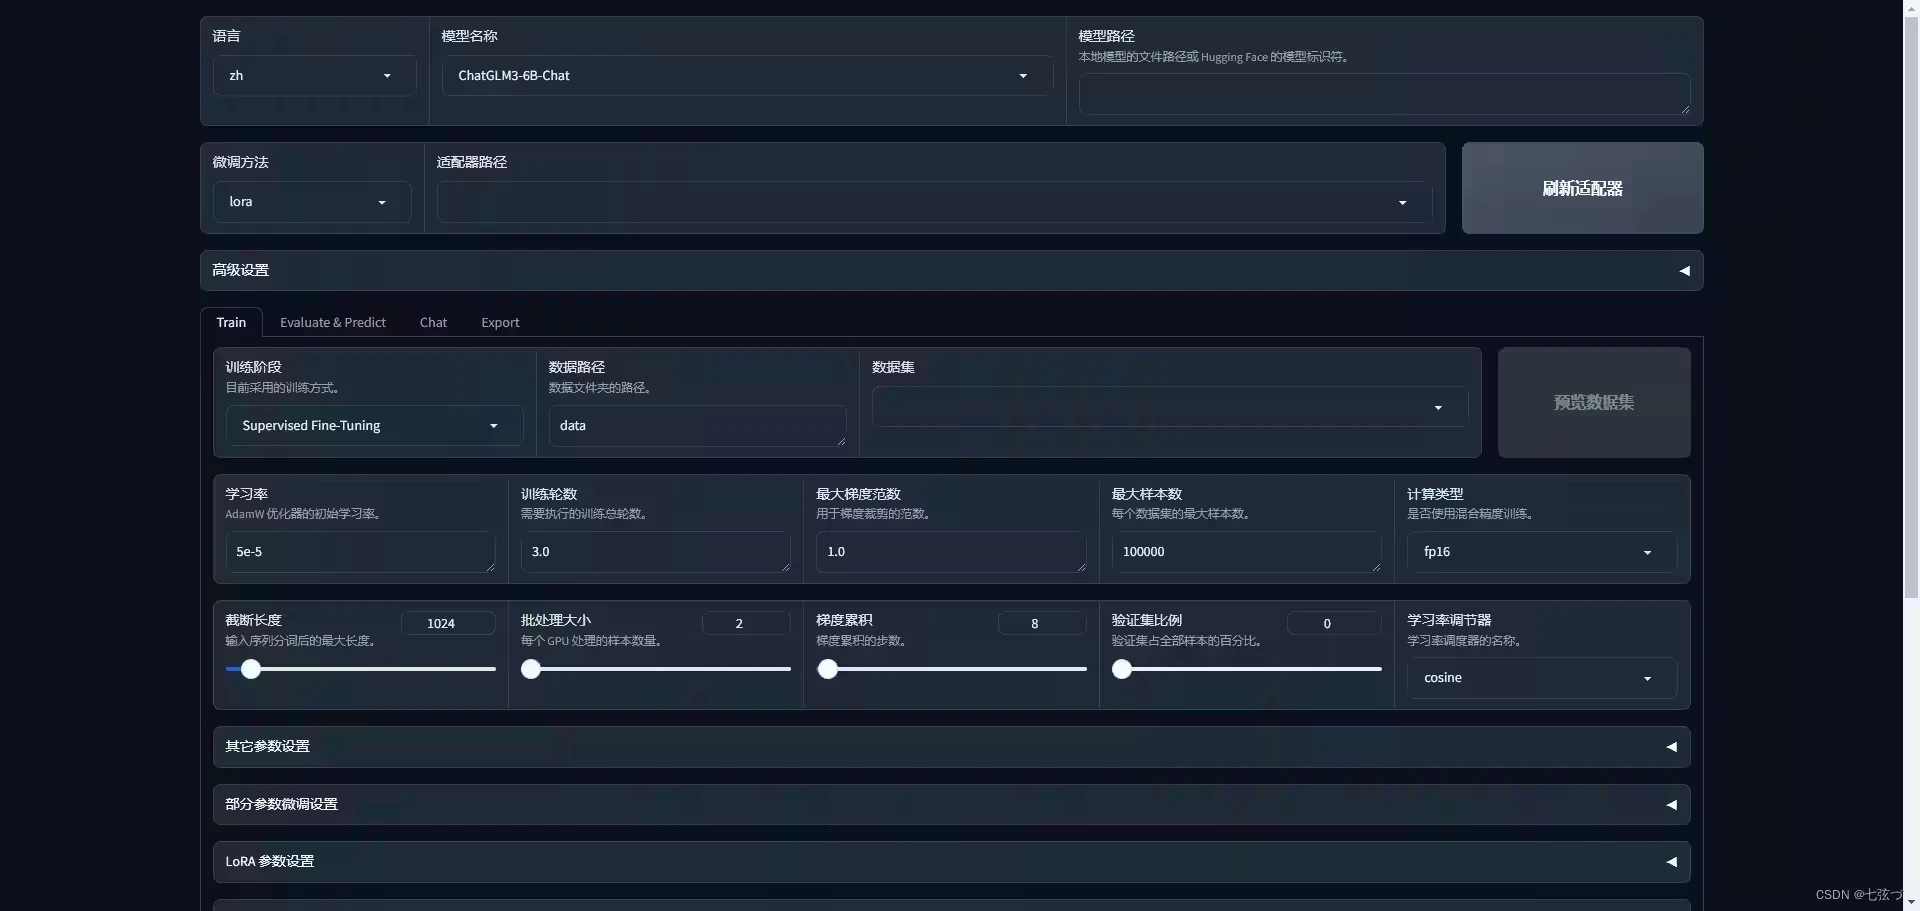 语言
zh
模型名称
ChatGLM3-6B-Chat
模型路径
本地模型的文件路径或 Hugging Face 的模型标识符。
微调方法
lora
适配器路径
刷新适配器
高级设置
Train
Evaluate & Predict
Chat
Export
训练阶段
目前采用的训练方式。
Supervised Fine-Tuning
数据路径
数据文件夹的路径。
data
数据集
预览数据集
学习率
AdamW 优化器的初始学习率。
5e-5
训练轮数
需要执行的训练总轮数。
3.0
最大梯度范数
用于梯度裁剪的范数。
1.0
最大样本数
每个数据集的最大样本数。
100000
计算类型
是否使用混合精度训练。
fp16
截断长度
1024
输入序列分词后的最大长度。
批处理大小
2
每个 GPU 处理的样本数量。
梯度累积
8
梯度累积的步数。
验证集比例
0
验证集占全部样本的百分比。
学习率调节器
学习率调度器的名称。
cosine
其它参数设置
部分参数微调设置
LoRA 参数设置
CSDN @七弦づ